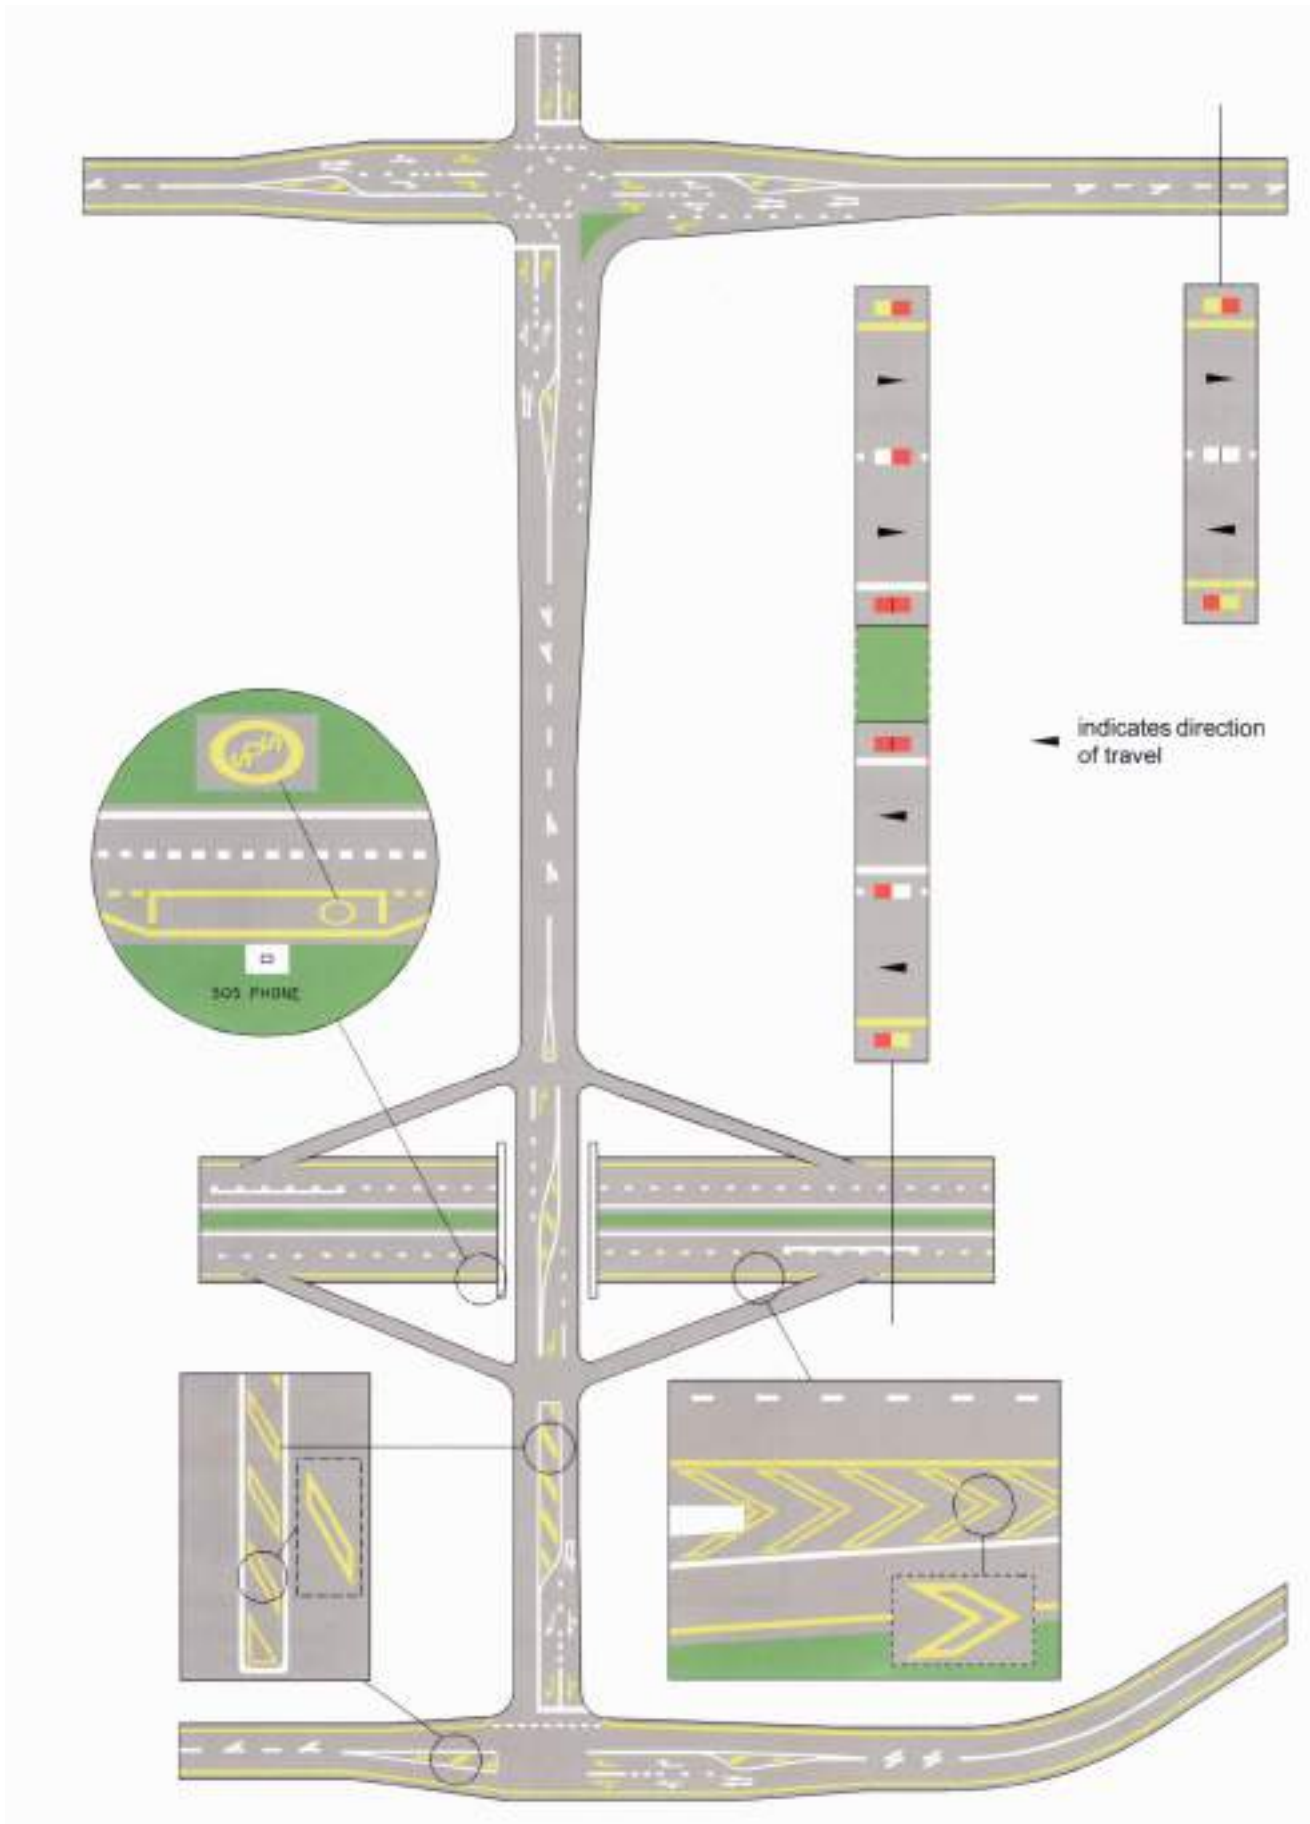 indicates direction
of travel
SOS PHONE